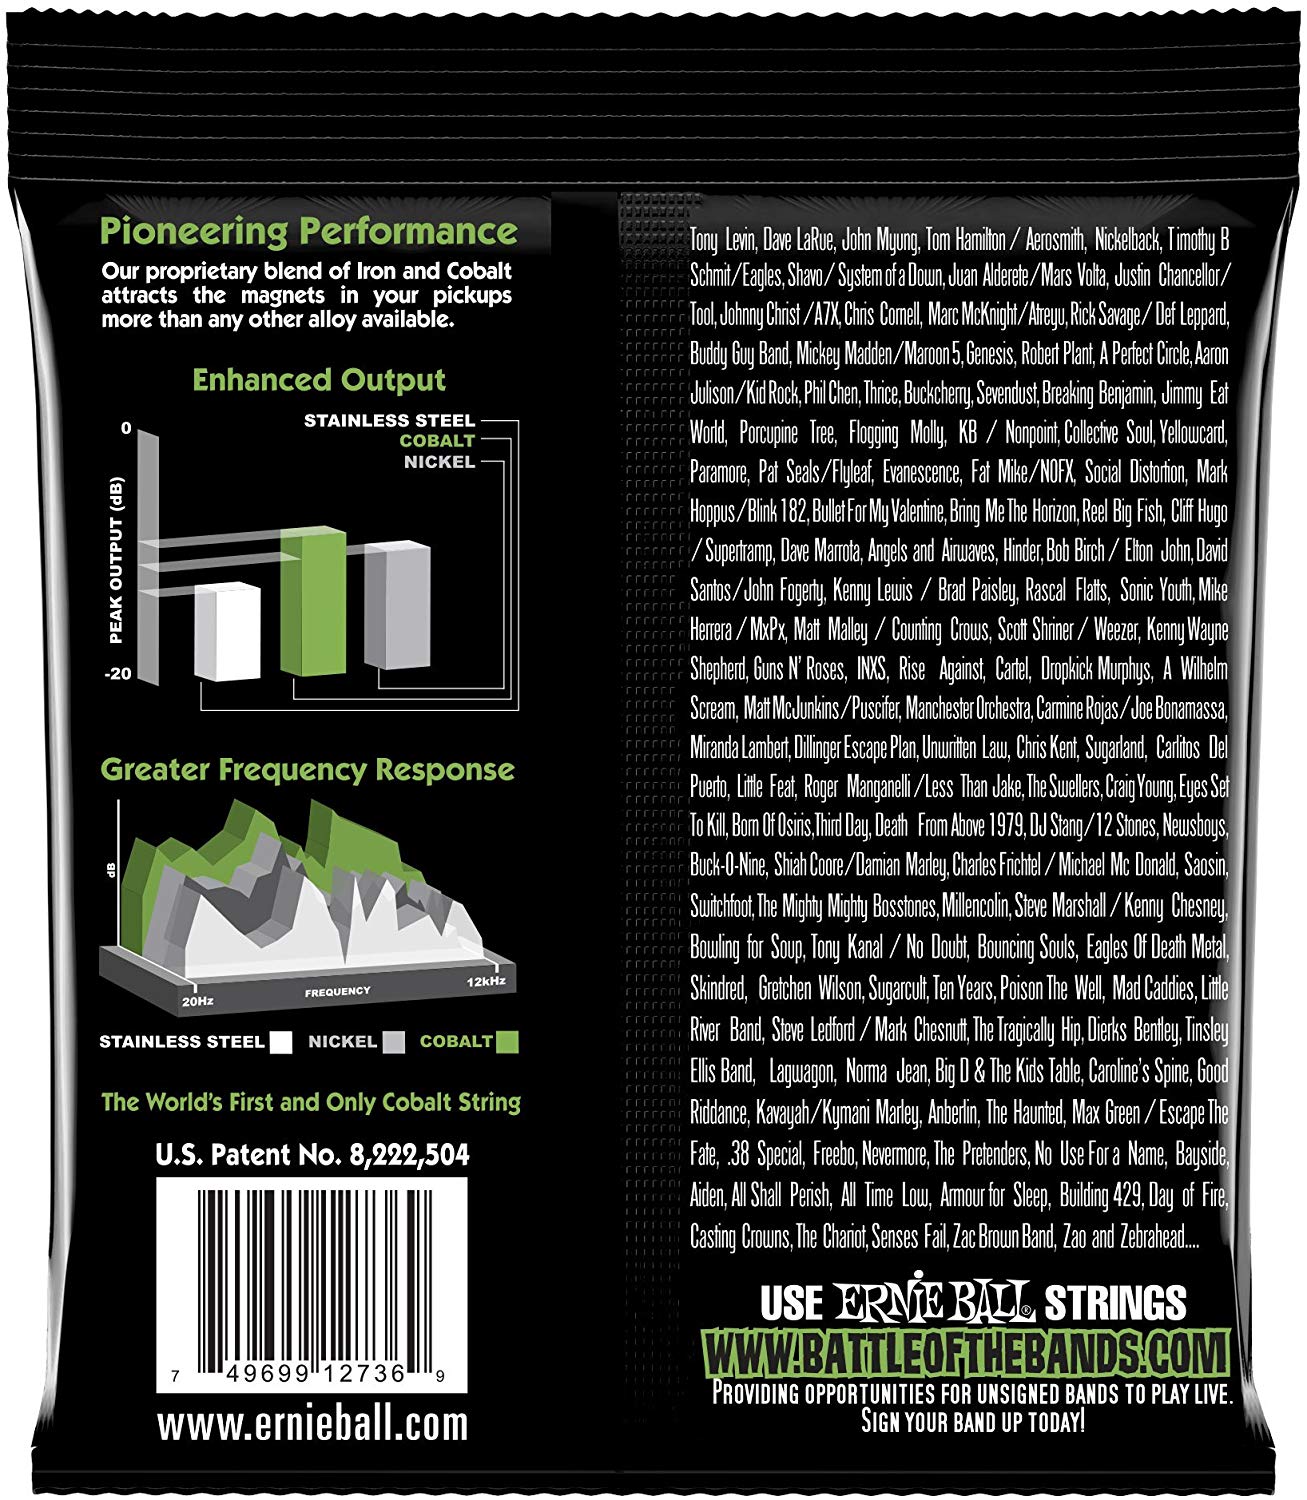 Pioneering Performance
Our proprietary blend of Iron and Cobalt
attracts the magnets in your pickups
more than any other alloy available.
Enhanced Output
STAINLESS STEEL
COBALT
NICKEL
0
PEAK OUTPUT (dB)
-20
Greater Frequency Response
dB
20Hz
FREQUENCY
12kHz
STAINLESS STEEL
NICKEL
COBALT
The World's First and Only Cobalt String
U.S. Patent No. 8,222,504
7 49699 12736 9
www.ernieball.com
Tony Levin, Dave LaRue, John Myung, Tom Hamilton / Aerosmith, Nickelback, Timothy B
Schmit/Eagles, Shavo/ System of a Down, Juan Alderete/Mars Volta, Justin Chancellor/
Tool, Johnny Christ /A7X, Chris Cornell, Marc McKnight/Atreyu, Rick Savage/ Def Leppard,
Buddy Guy Band, Mickey Madden/Maroon 5, Genesis, Robert Plant, A Perfect Circle, Aaron
Julison/Kid Rock, Phil Chen, Thrice, Buckcherry, Sevendust, Breaking Benjamin, Jimmy Eat
World, Porcupine Tree, Flogging Molly, KB / Nonpoint, Collective Soul, Yellowcard,
Paramore, Pat Seals/Flyleaf, Evanescence, Fat Mike/NOFX, Social Distortion, Mark
Hoppus/Blink 182, Bullet For My Valentine, Bring Me The Horizon, Reel Big Fish, Cliff Hugo
/ Supertramp, Dave Marrota, Angels and Airwaves, Hinder, Bob Birch / Elton John, David
Santos/John Fogerty, Kenny Lewis / Brad Paisley, Rascal Flatts, Sonic Youth, Mike
Herrera / MxPx, Matt Malley / Counting Crows, Scott Shriner / Weezer, Kenny Wayne
Shepherd, Guns N' Roses, INXS, Rise Against, Cartel, Dropkick Murphys, A Wilhelm
Scream, Matt McJunkins/Puscifer, Manchester Orchestra, Carmine Rojas/Joe Bonamassa,
Miranda Lambert, Dillinger Escape Plan, Unwritten Law, Chris Kent, Sugarland, Carlitos Del
Puerto, Little Feat, Roger Manganelli /Less Than Jake, The Swellers, Craig Young, Eyes Set
To Kill, Born Of Osiris, Third Day, Death From Above 1979, DJ Stang/12 Stones, Newsboys,
Buck-O-Nine, Shiah Coore/Damian Marley, Charles Frichtel / Michael Mc Donald, Saosin,
Switchfoot, The Mighty Mighty Bosstones, Millencolin, Steve Marshall / Kenny Chesney,
Bowling for Soup, Tony Kanal / No Doubt, Bouncing Souls, Eagles Of Death Metal,
Skindred, Gretchen Wilson, Sugarcult, Ten Years, Poison The Well, Mad Caddies, Little
River Band, Steve Ledford / Mark Chesnutt, The Tragically Hip, Dierks Bentley, Tinsley
Ellis Band, Lagwagon, Norma Jean, Big D & The Kids Table, Caroline's Spine, Good
Riddance, Kavayah/Kymani Marley, Anberlin, The Haunted, Max Green / Escape The
Fate, .38 Special, Freebo, Nevermore, The Pretenders, No Use For a Name, Bayside,
Aiden, All Shall Perish, All Time Low, Armour for Sleep, Building 429, Day of Fire,
Casting Crowns, The Chariot, Senses Fail, Zac Brown Band, Zao and Zebrahead....
USE ERNIE BALL® STRINGS
WWW.BATTLEOFTHEBANDS.COM
PROVIDING OPPORTUNITIES FOR UNSIGNED BANDS TO PLAY LIVE.
SIGN YOUR BAND UP TODAY!